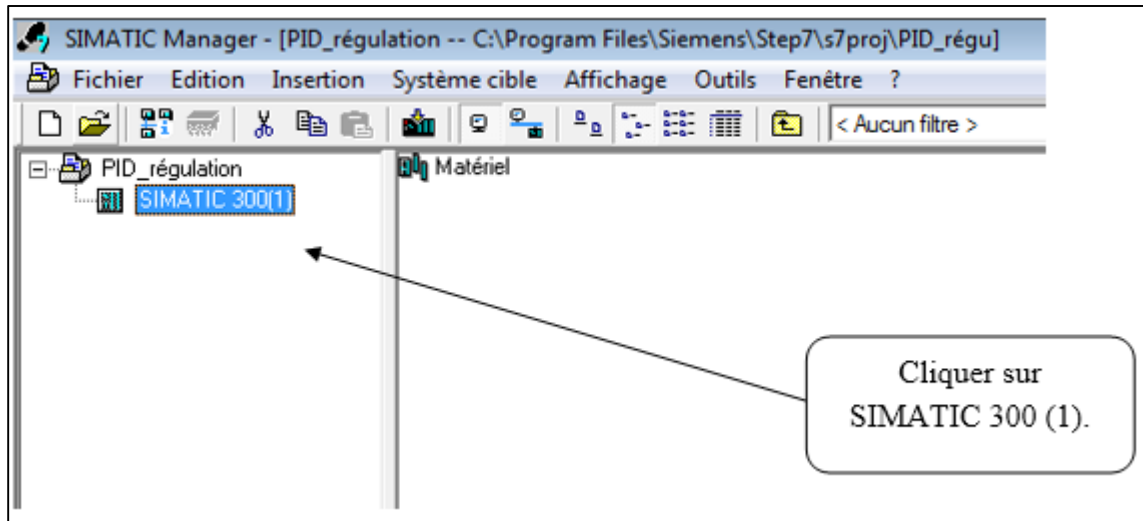 SIMATIC Manager - [PID_régulation -- C:\Program Files\Siemens\Step7\s7proj\PID_régu]
Fichier Edition Insertion Système cible Affichage Outils Fenêtre ?
< Aucun filtre >
PID_régulation
SIMATIC 300(1)
Matériel
Cliquer sur
SIMATIC 300 (1).